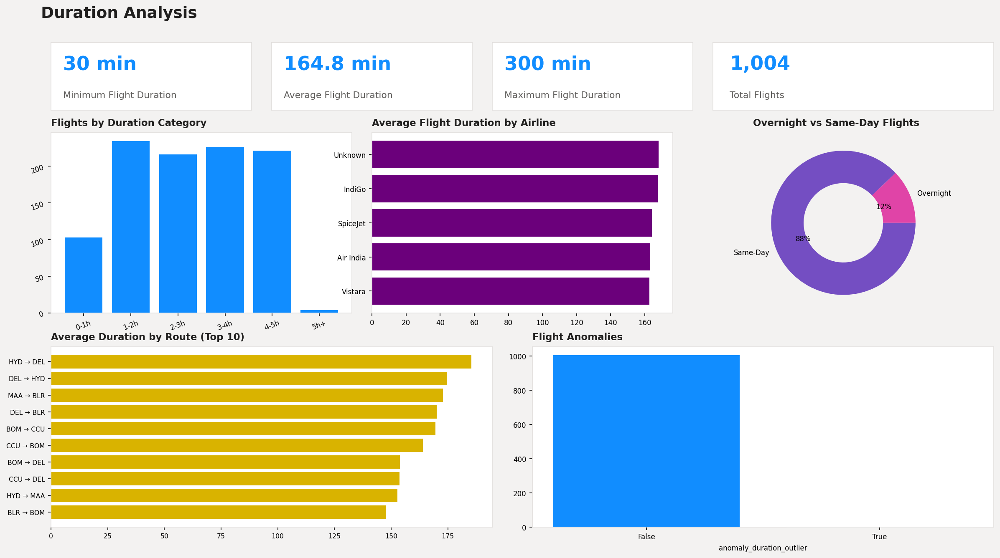 Duration Analysis
30 min
Minimum Flight Duration
164.8 min
Average Flight Duration
300 min
Maximum Flight Duration
1,004
Total Flights
Flights by Duration Category
200
150
100
50
0
0-1h
1-2h
2-3h
3-4h
4-5h
5h+
Average Flight Duration by Airline
Unknown
IndiGo
SpiceJet
Air India
Vistara
0
20
40
60
80
100
120
140
160
Overnight vs Same-Day Flights
Overnight
12%
88%
Same-Day
Average Duration by Route (Top 10)
HYD → DEL
DEL → HYD
MAA → BLR
DEL → BLR
BOM → CCU
CCU → BOM
BOM → DEL
CCU → DEL
HYD → MAA
BLR → BOM
0
25
50
75
100
125
150
175
Flight Anomalies
1000
800
600
400
200
0
False
True
anomaly_duration_outlier